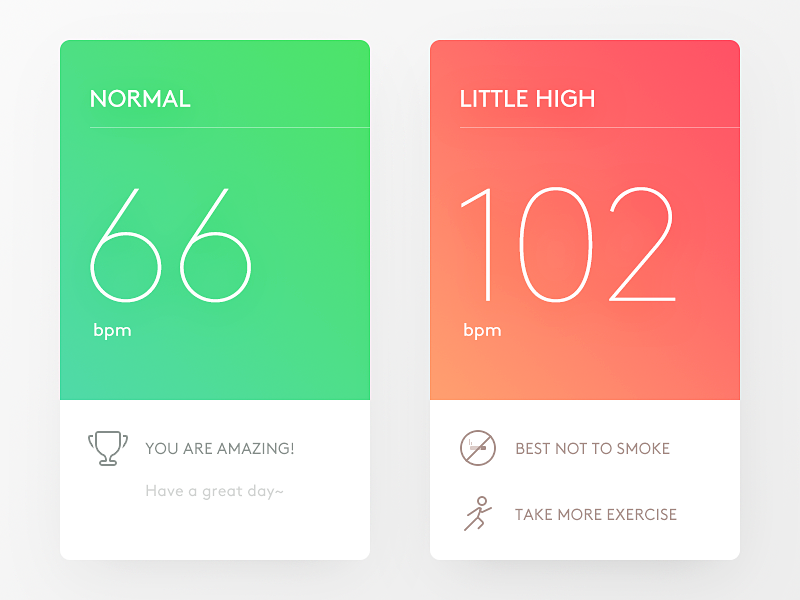 NORMAL
66
bpm
YOU ARE AMAZING!
Have a great day~
LITTLE HIGH
102
bpm
BEST NOT TO SMOKE
TAKE MORE EXERCISE